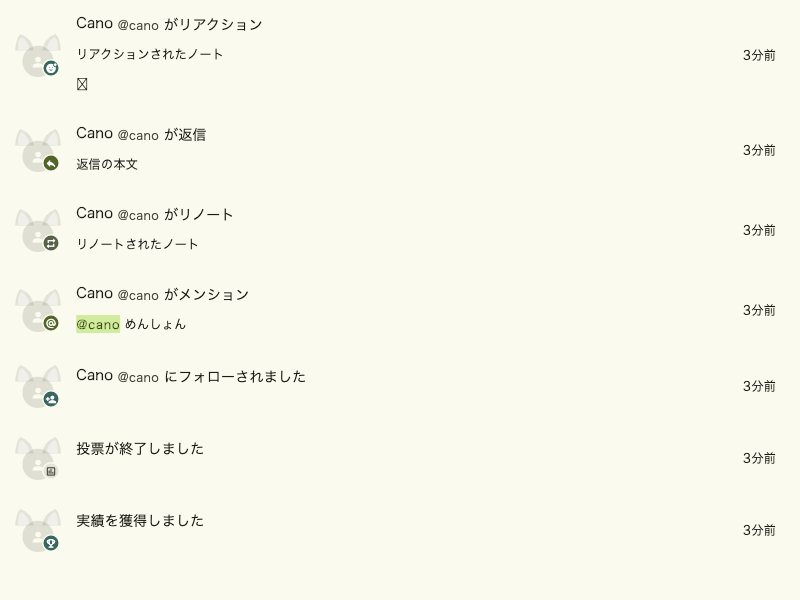 Cano @cano がリアクション
リアクションされたノート
3分前
Cano @cano が返信
返信の本文
3分前
Cano @cano がリノート
リノートされたノート
3分前
Cano @cano がメンション
@cano めんしょん
3分前
Cano @cano にフォローされました
3分前
投票が終了しました
3分前
実績を獲得しました
3分前